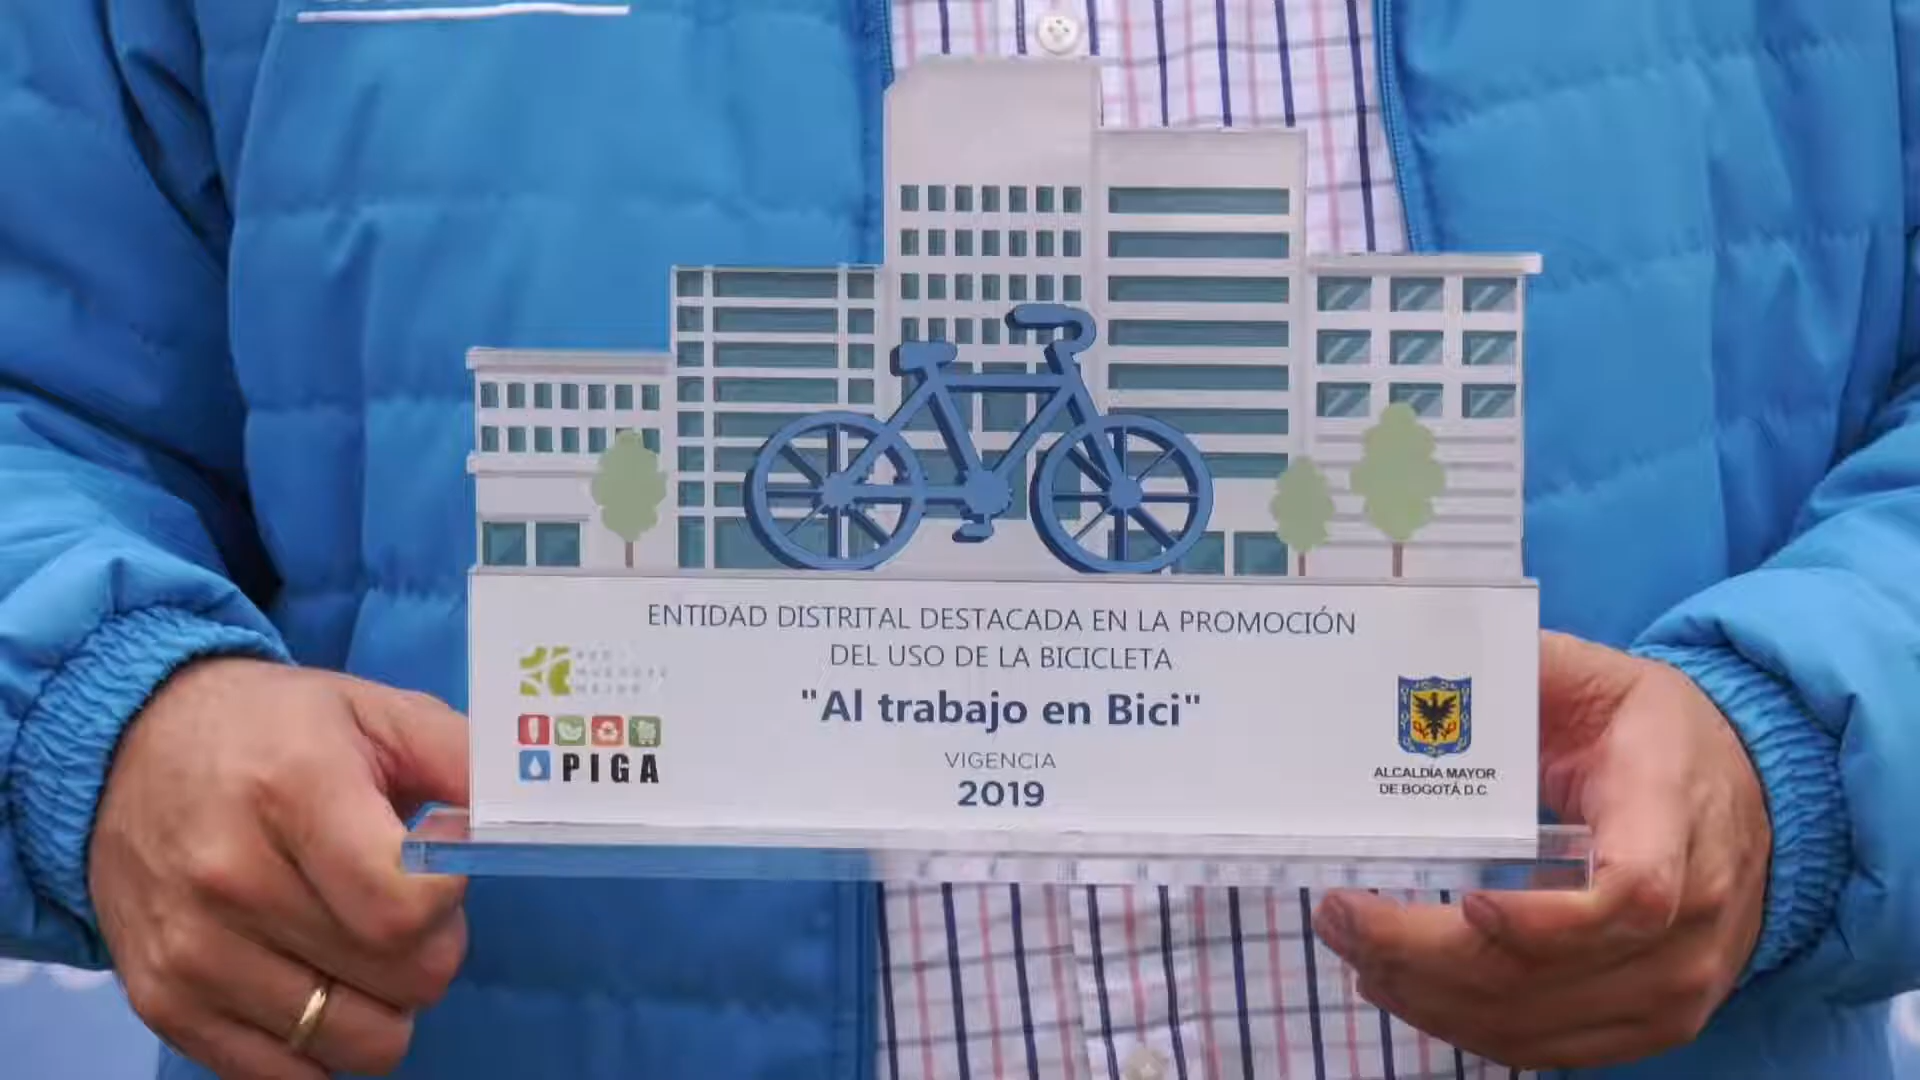 ENTIDAD DISTRITAL DESTACADA EN LA PROMOCIÓN
DEL USO DE LA BICICLETA
"Al trabajo en Bici"
VIGENCIA
2019
PIGA
ALCALDÍA MAYOR
DE BOGOTÁ D.C.